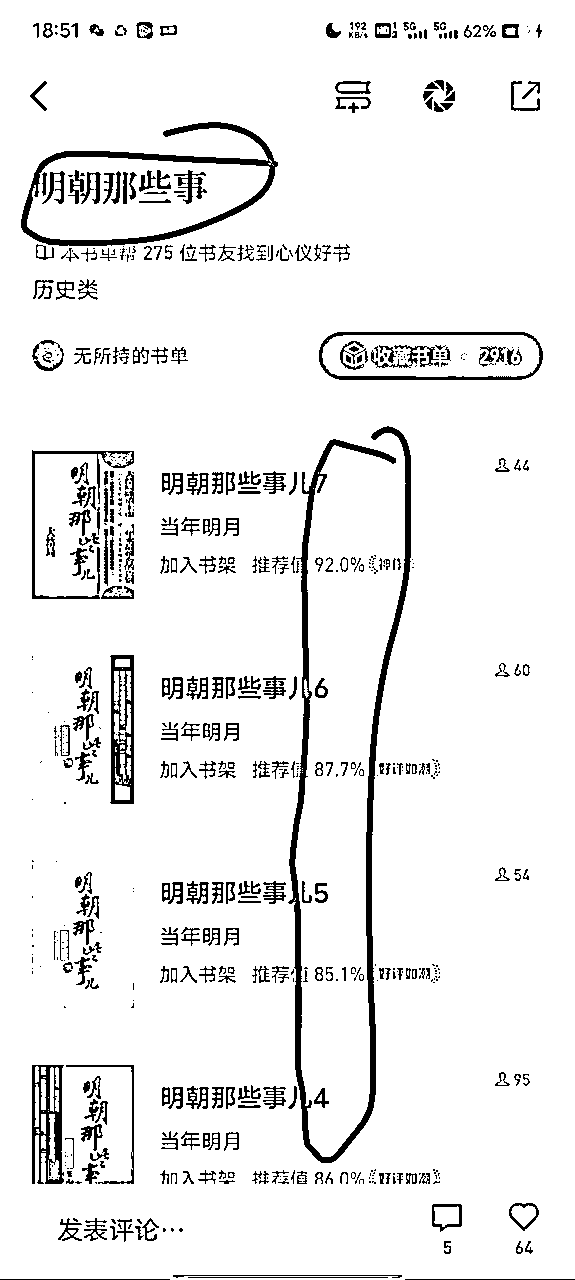 18:51 192 KB/s HD 5G 5G 62%
明朝那些事
本书单帮 275 位书友找到心仪好书
历史类
无所持的书单
收藏书单 · 2916
明朝那些事儿7
44
当年明月
加入书架 推荐值 92.0%
明朝那些事儿
明朝那些事儿6
60
当年明月
加入书架 推荐值 87.7% 好评如潮
明朝那些事儿
明朝那些事儿5
54
当年明月
加入书架 推荐值 85.1% 好评如潮
明朝那些事儿
明朝那些事儿4
95
当年明月
加入书架 推荐值 86.0% 好评如潮
明朝那些事
发表评论…
5
64